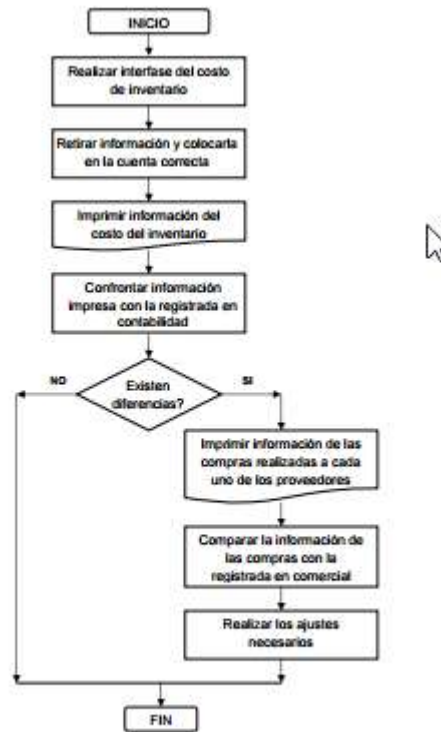 INICIO
Realizar interfase del costo
de inventario
Retirar información y colocarla
en la cuenta correcta
Imprimir información del
costo del inventario
Confrontar información
impresa con la registrada en
contabilidad
NO
Existen
diferencias?
SI
Imprimir información de las
compras realizadas a cada
uno de los proveedores
Comparar la información de
las compras con la
registrada en comercial
Realizar los ajustes
necesarios
FIN